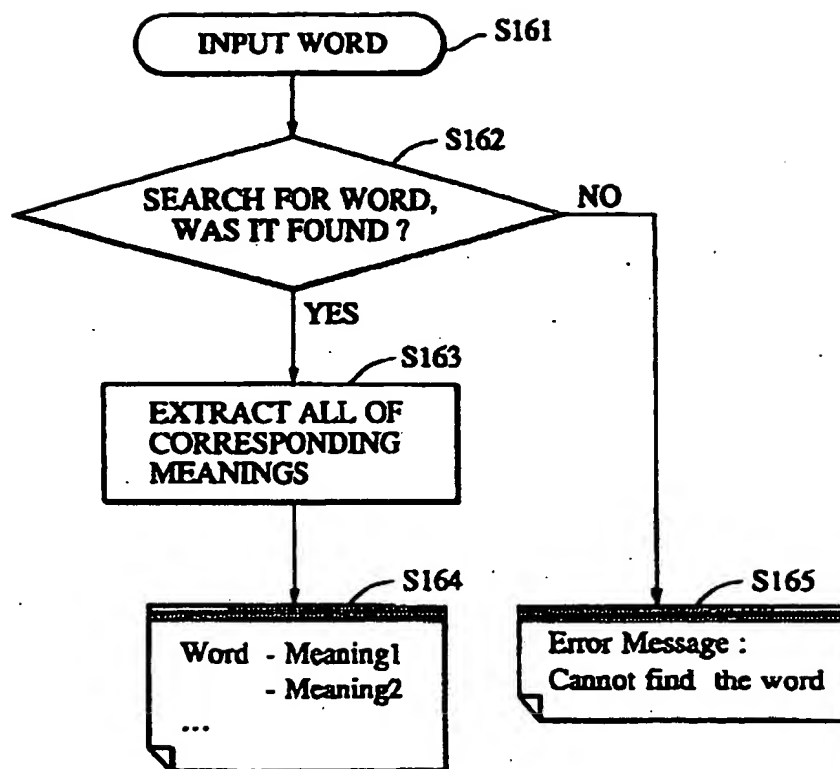 INPUT WORD
S161
S162
SEARCH FOR WORD,
WAS IT FOUND ?
NO
YES
S163
EXTRACT ALL OF
CORRESPONDING
MEANINGS
S164
Word - Meaning1
- Meaning2
...
S165
Error Message :
Cannot find the word